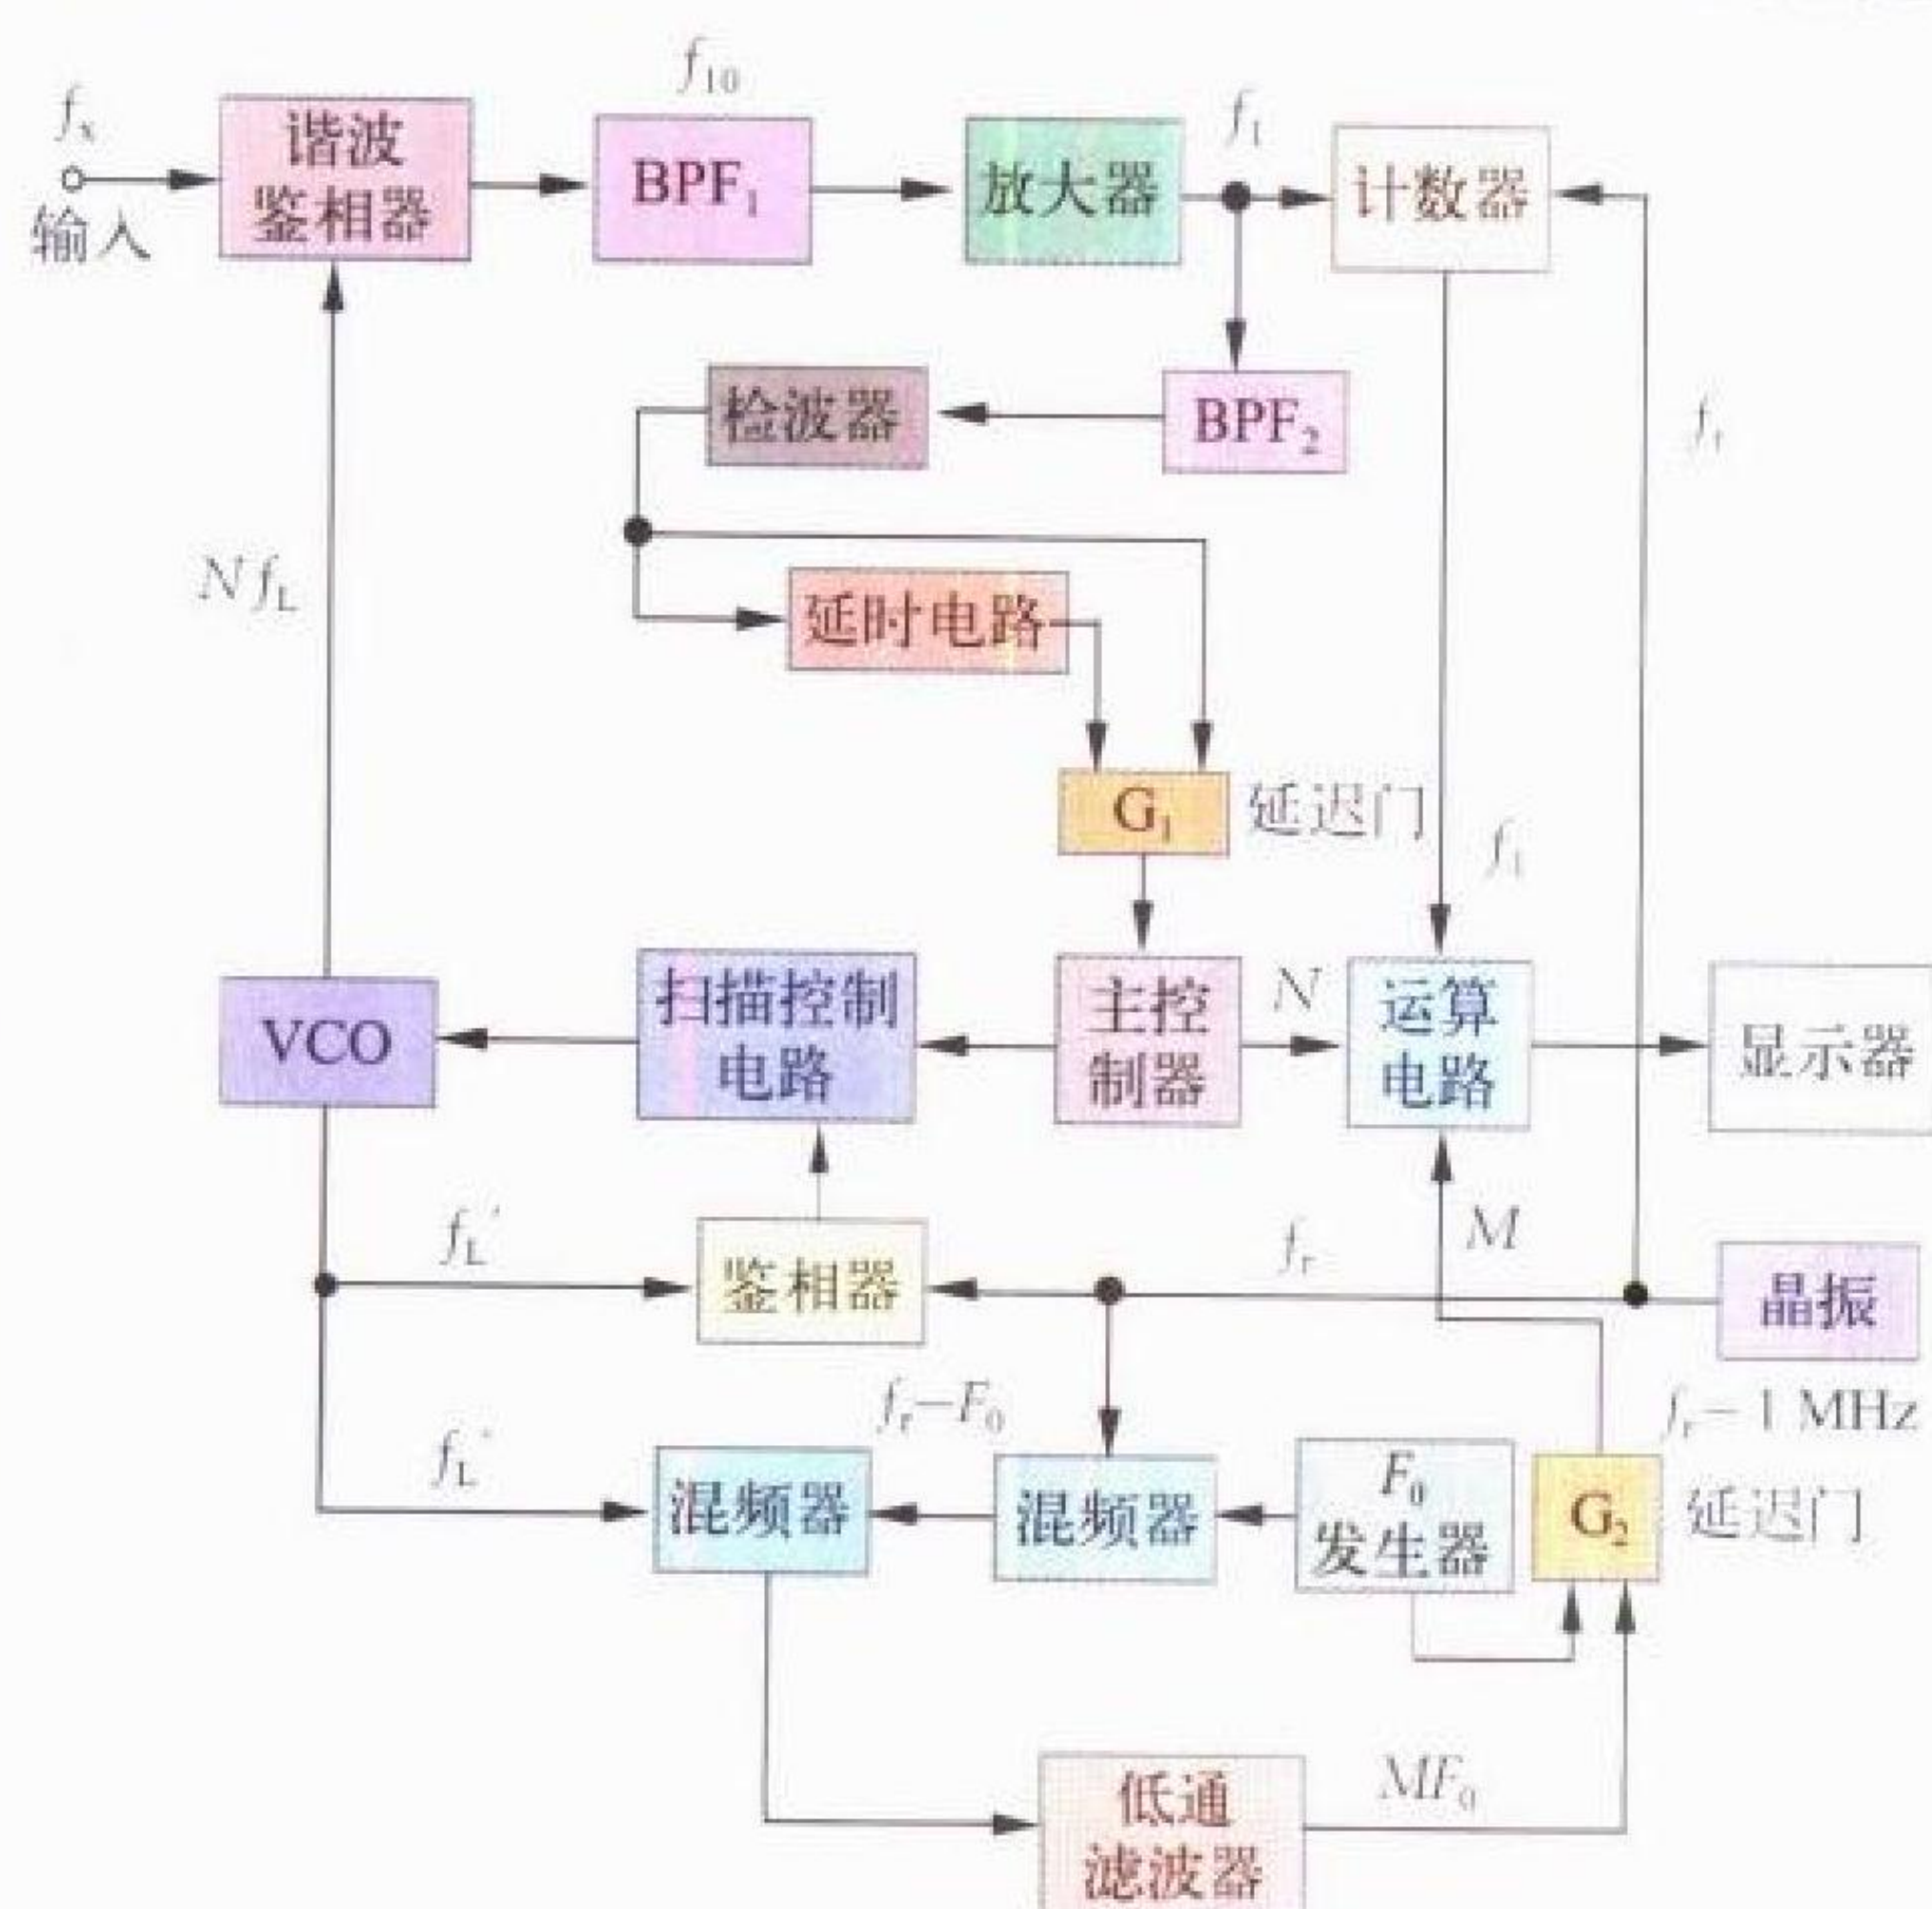 f₁₀
fₓ
输入
谐波
鉴相器
BPF₁
放大器
f₁
计数器
检波器
BPF₂
fᵣ
Nf_L
延时电路
G₁
延迟门
f₁
VCO
扫描控制
电路
主控
制器
N
运算
电路
显示器
f_L'
鉴相器
fᵣ
M
晶振
fᵣ-F₀
fᵣ-1 MHz
f_L'
混频器
混频器
F₀
发生器
G₂
延迟门
低通
滤波器
MF₀